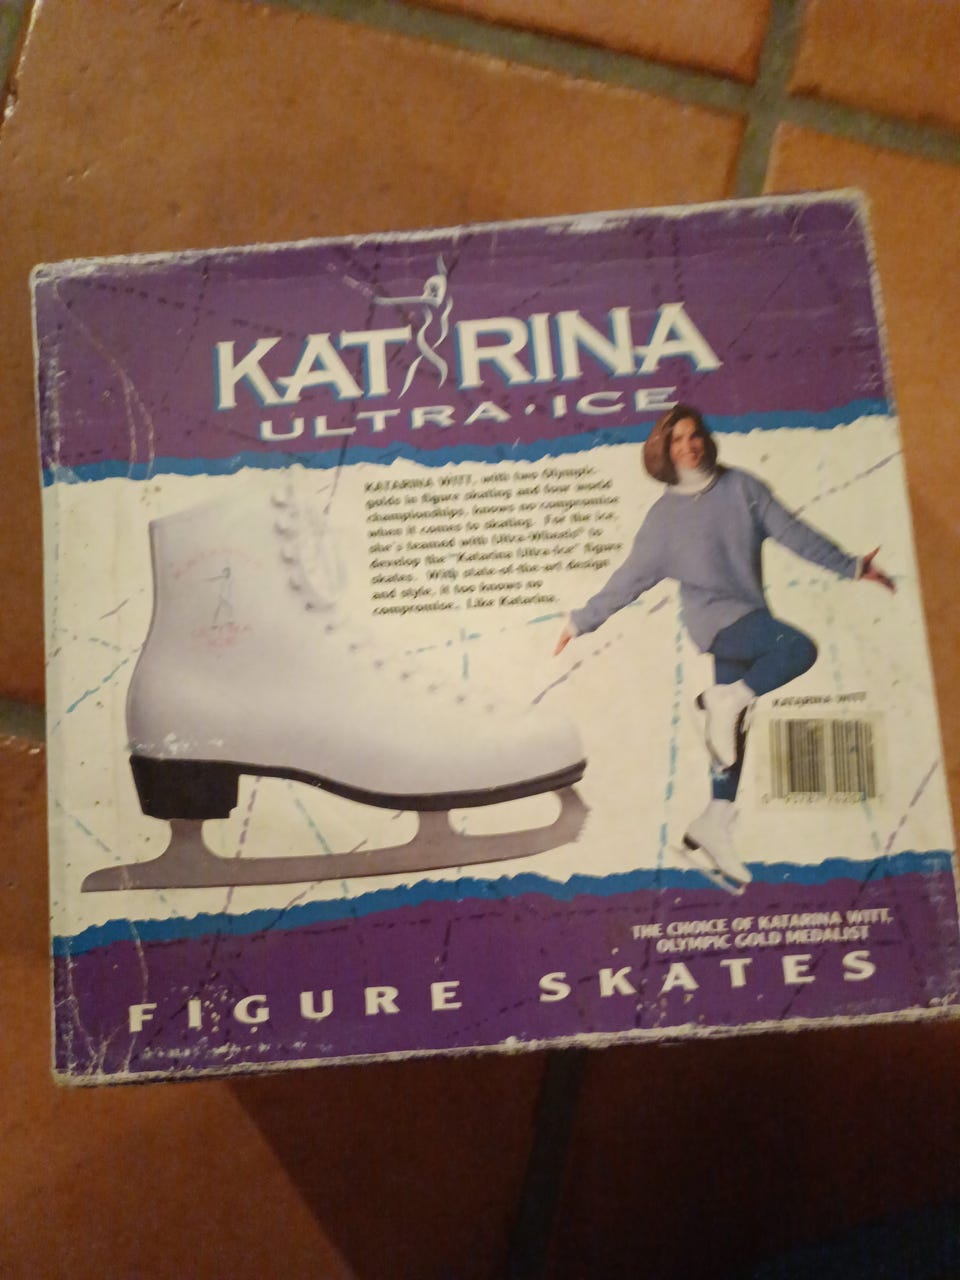 KATARINA
ULTRA·ICE
KATARINA WITT, with two Olympic
golds in figure skating and four world
championships, knows no compromise
when it comes to skating. For the ice,
she's teamed with Ultra-Wheels® to
develop the "Katarina Ultra-Ice" figure
skates. With state-of-the-art design
and style, it too knows no
compromise. Like Katarina.
KATARINA WITT
THE CHOICE OF KATARINA WITT,
OLYMPIC GOLD MEDALIST
FIGURE SKATES